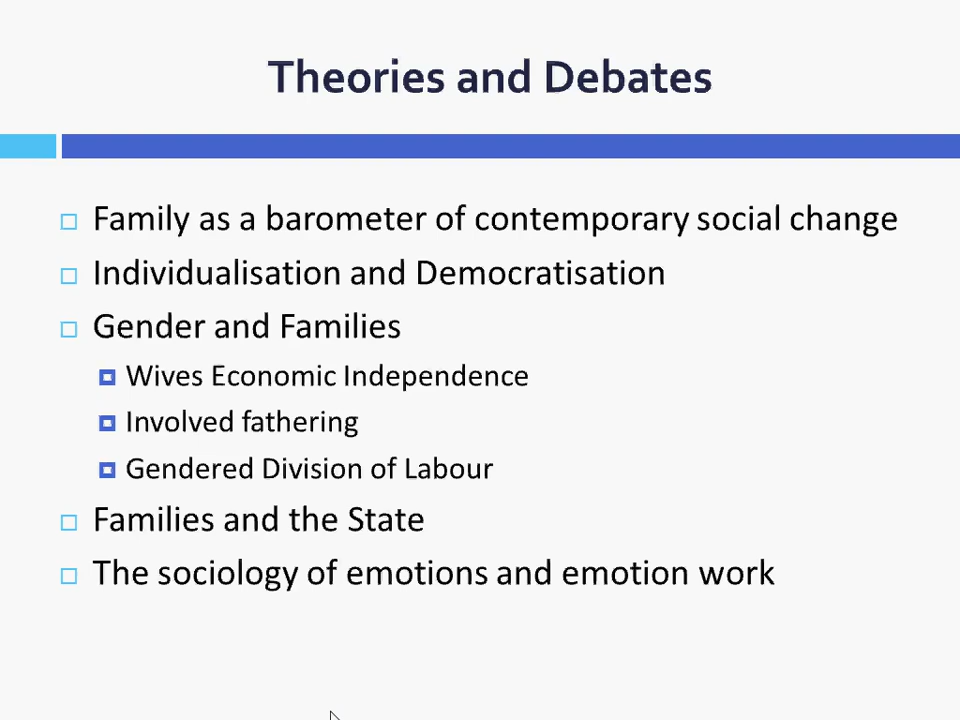 Theories and Debates
Family as a barometer of contemporary social change
Individualisation and Democratisation
Gender and Families
Wives Economic Independence
Involved fathering
Gendered Division of Labour
Families and the State
The sociology of emotions and emotion work